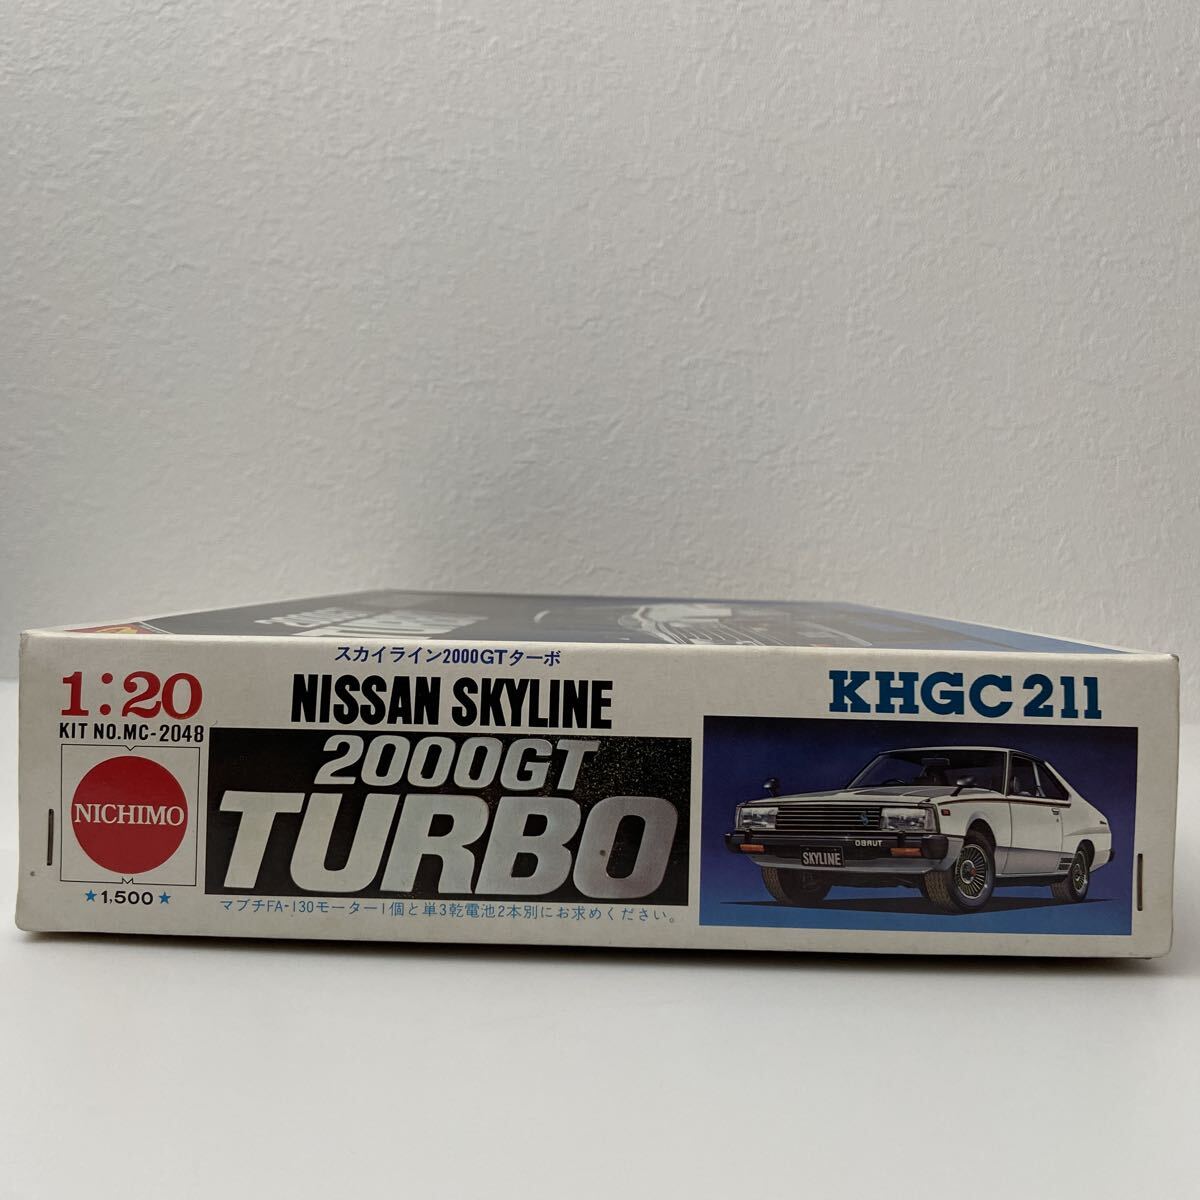 スカイライン2000GTターボ
1:20
KIT NO.MC-2048
NISSAN SKYLINE
KHGC211
2000GT
TURBO
NICHIMO
★1,500★
マブチFA-130モーター1個と単3乾電池2本別にお求めください。
OBRUT
SKYLINE
TURBO